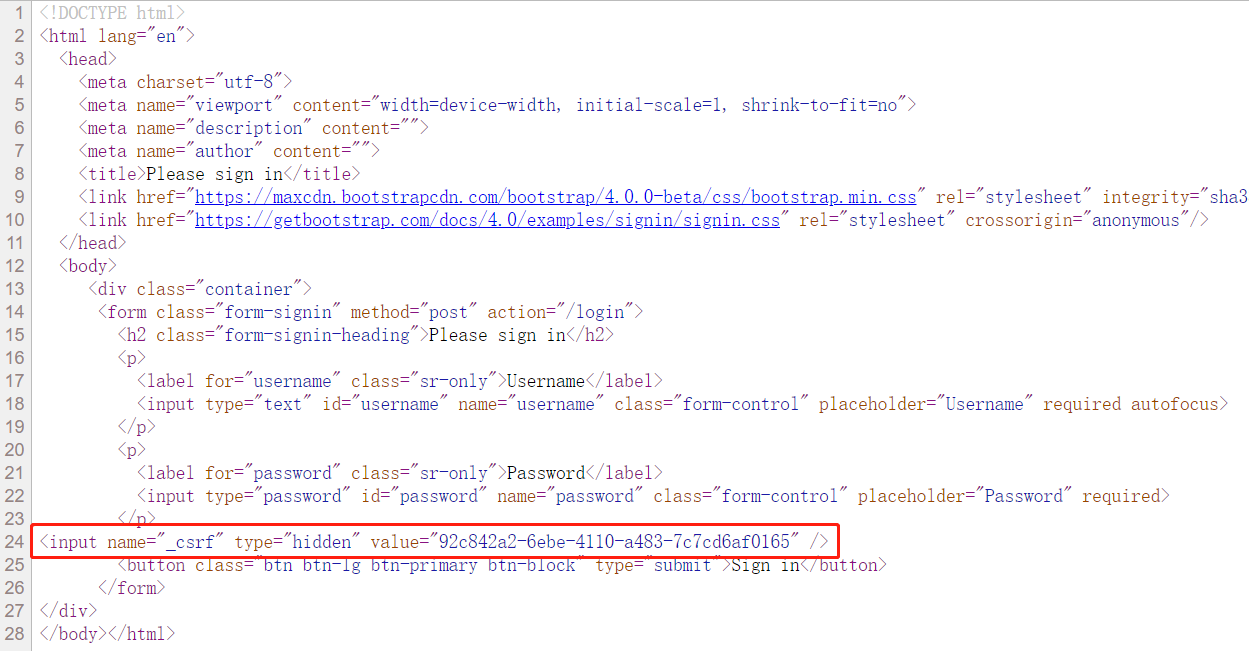 1 <!DOCTYPE html>
2 <html lang="en">
3 <head>
4 <meta charset="utf-8">
5 <meta name="viewport" content="width=device-width, initial-scale=1, shrink-to-fit=no">
6 <meta name="description" content="">
7 <meta name="author" content="">
8 <title>Please sign in</title>
9 <link href="https://maxcdn.bootstrapcdn.com/bootstrap/4.0.0-beta/css/bootstrap.min.css" rel="stylesheet" integrity="sha3
10 <link href="https://getbootstrap.com/docs/4.0/examples/signin/signin.css" rel="stylesheet" crossorigin="anonymous"/>
11 </head>
12 <body>
13 <div class="container">
14 <form class="form-signin" method="post" action="/login">
15 <h2 class="form-signin-heading">Please sign in</h2>
16 <p>
17 <label for="username" class="sr-only">Username</label>
18 <input type="text" id="username" name="username" class="form-control" placeholder="Username" required autofocus>
19 </p>
20 <p>
21 <label for="password" class="sr-only">Password</label>
22 <input type="password" id="password" name="password" class="form-control" placeholder="Password" required>
23 </p>
24 <input name="_csrf" type="hidden" value="92c842a2-6ebe-4110-a483-7c7cd6af0165" />
25 <button class="btn btn-lg btn-primary btn-block" type="submit">Sign in</button>
26 </form>
27 </div>
28 </body></html>